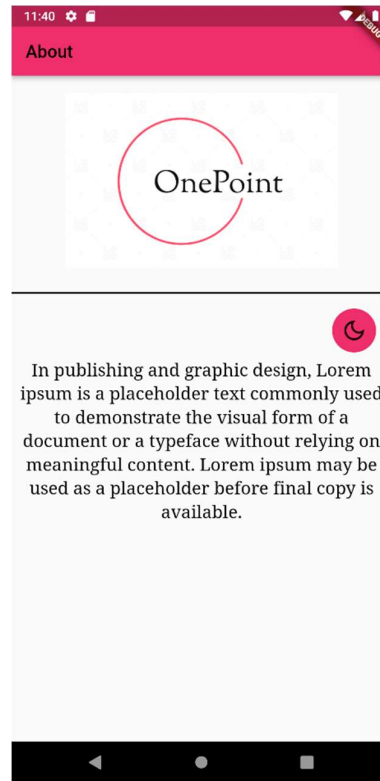 11:40
DEBUG
About
OnePoint
In publishing and graphic design, Lorem
ipsum is a placeholder text commonly used
to demonstrate the visual form of a
document or a typeface without relying on
meaningful content. Lorem ipsum may be
used as a placeholder before final copy is
available.